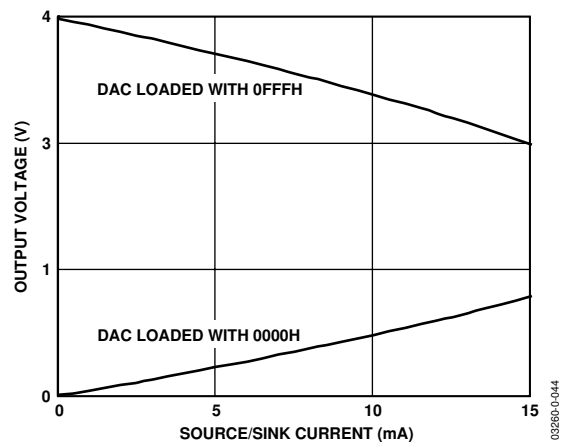 4
DAC LOADED WITH 0FFFH
3
OUTPUT VOLTAGE (V)
1
DAC LOADED WITH 0000H
0
0 5 10 15
SOURCE/SINK CURRENT (mA)
03260-0-044